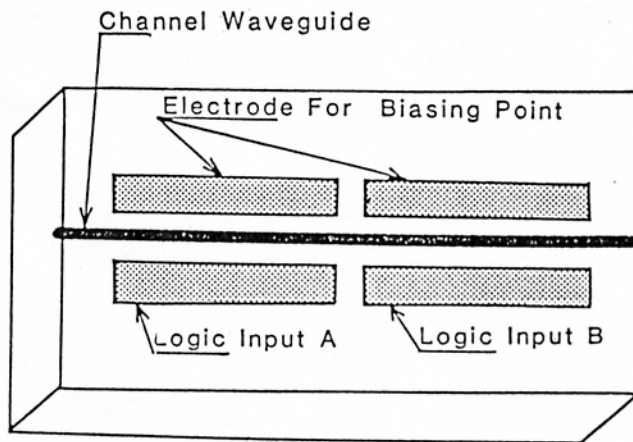 Channel Waveguide
Electrode For Biasing Point
Logic Input A
Logic Input B